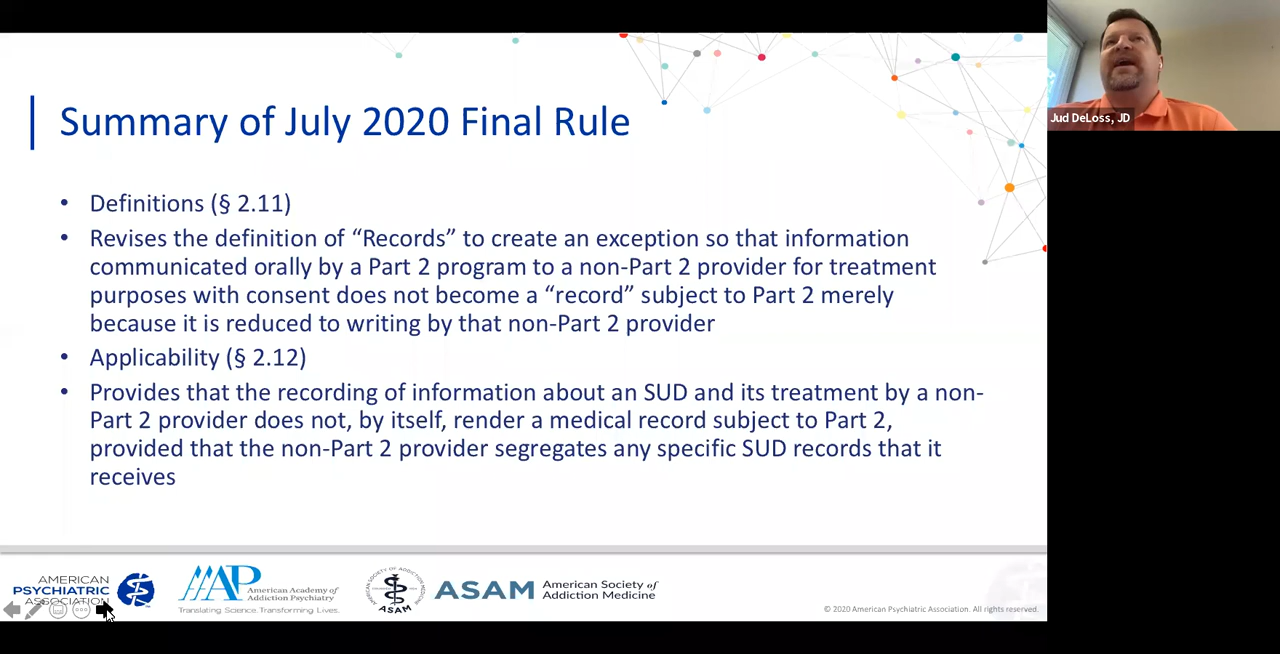 Summary of July 2020 Final Rule
• Definitions (§ 2.11)
• Revises the definition of “Records” to create an exception so that information
communicated orally by a Part 2 program to a non-Part 2 provider for treatment
purposes with consent does not become a “record” subject to Part 2 merely
because it is reduced to writing by that non-Part 2 provider
• Applicability (§ 2.12)
• Provides that the recording of information about an SUD and its treatment by a non-
Part 2 provider does not, by itself, render a medical record subject to Part 2,
provided that the non-Part 2 provider segregates any specific SUD records that it
receives
Jud DeLoss, JD
AMERICAN
PSYCHIATRIC
ASSOCIATION
AAAP
American Academy of
Addiction Psychiatry
Translating Science. Transforming Lives.
AMERICAN SOCIETY OF ADDICTION MEDICINE
ASAM
ASAM
American Society of
Addiction Medicine
© 2020 American Psychiatric Association. All rights reserved.